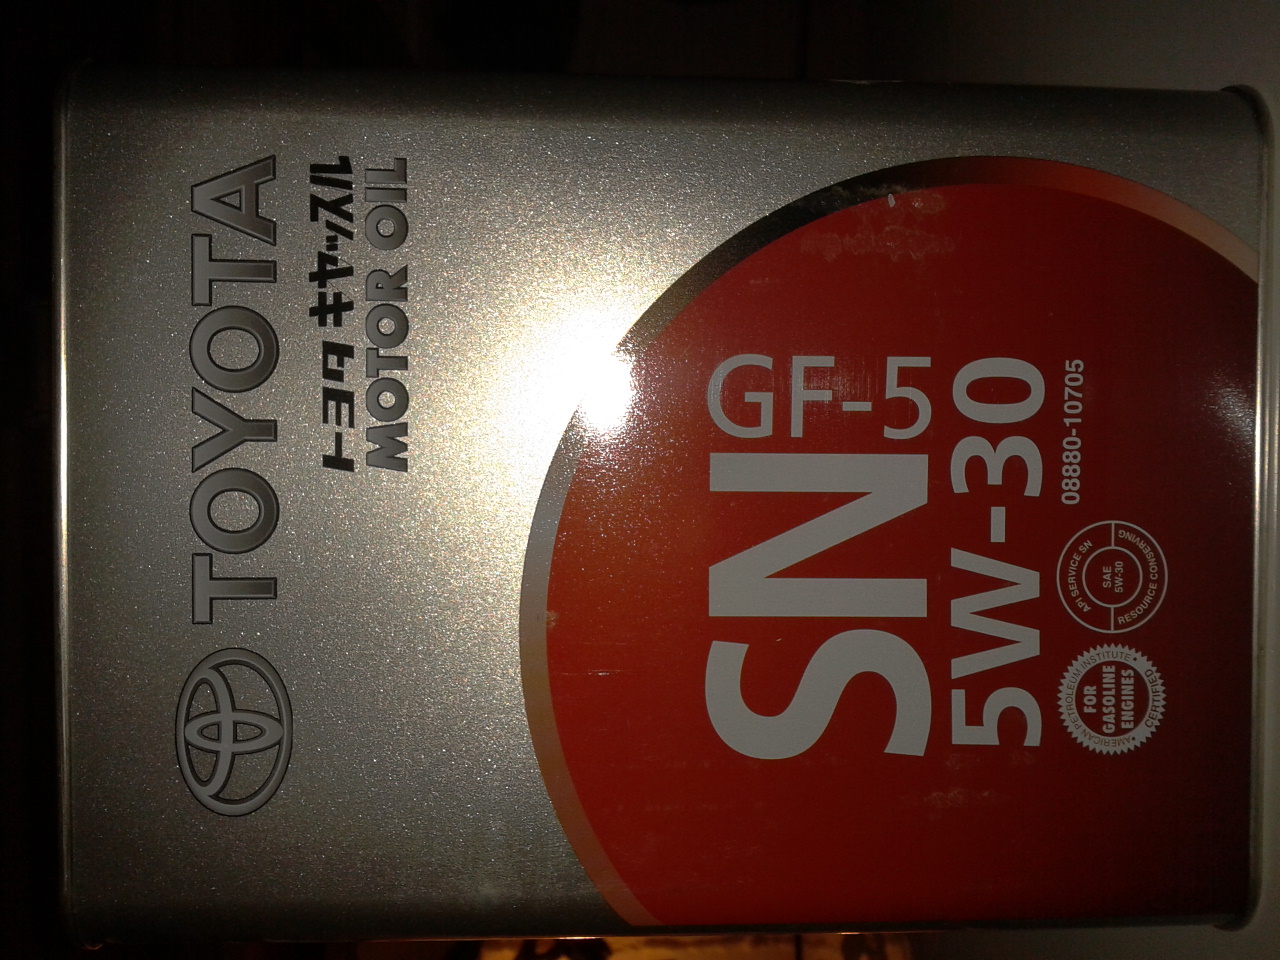 TOYOTA
トヨタ キャッスル
MOTOR OIL
SN GF-5
5W-30
08880-10705
AMERICAN PETROLEUM INSTITUTE
FOR
GASOLINE
ENGINES
CERTIFIED
API SERVICE SN
SAE
5W-30
RESOURCE CONSERVING